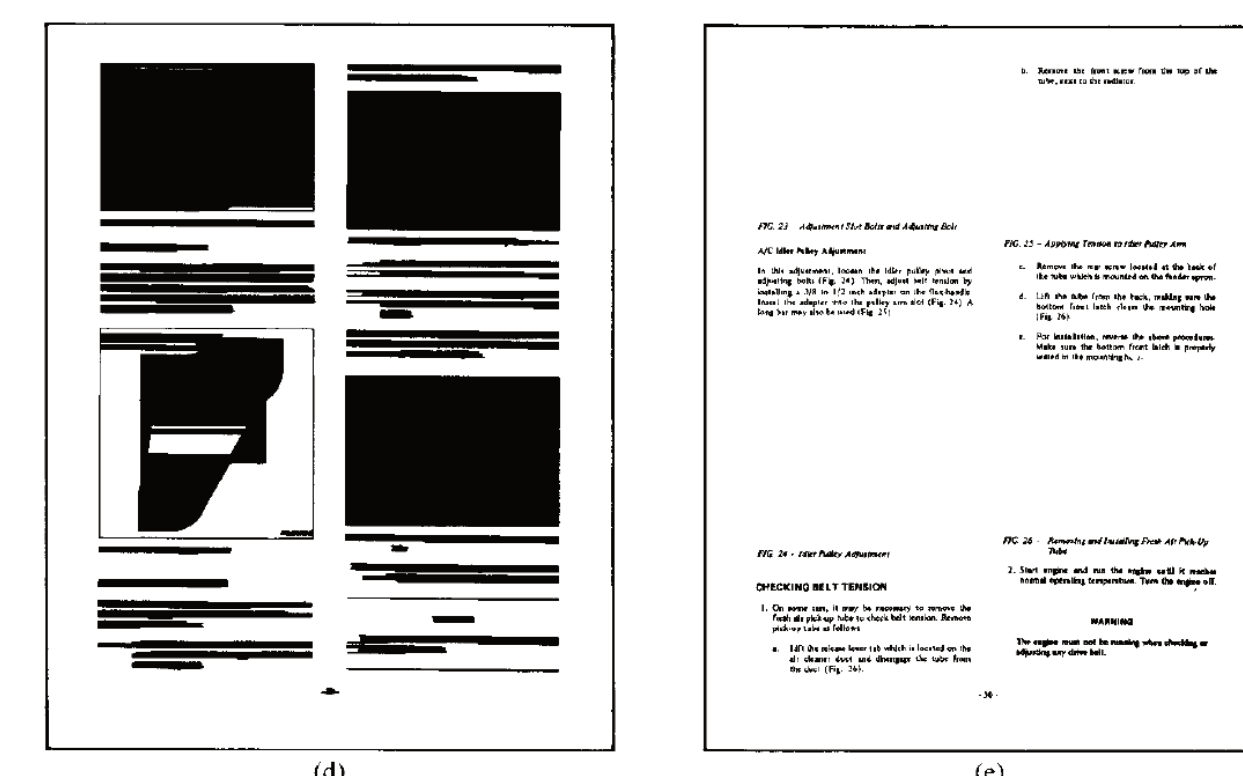 FIG. 23 - Adjustment Slot Bolts and Adjusting Bolt
A/C Idler Pulley Adjustment
In this adjustment, loosen the idler pulley pivot and
adjusting bolts (Fig. 24). Then, adjust belt tension by
installing a 3/8 to 1/2 inch adapter on the flex-handle.
Insert the adapter into the pulley arm slot (Fig. 24). A
long bar may also be used (Fig. 25)
FIG. 24 - Idler Pulley Adjustment
CHECKING BELT TENSION
1. On some cars, it may be necessary to remove the
fresh air pick-up tube to check belt tension. Remove
pick-up tube as follows
a. Lift the release lever tab which is located on the
air cleaner duct and disengage the tube from
the duct (Fig. 26).
b. Remove the front screw from the top of the
tube, next to the radiator.
FIG. 25 - Applying Tension to Idler Pulley Arm
c. Remove the rear screw located at the back of
the tube which is mounted on the fender apron.
d. Lift the tube from the back, making sure the
bottom front latch clears the mounting hole
(Fig. 26).
e. For installation, reverse the above procedures.
Make sure the bottom front latch is properly
seated in the mounting
FIG. 26 - Removing and Installing Fresh Air Pick-Up
Tube
2. Start engine and run the engine until it reaches
normal operating temperature. Turn the engine off.
WARNING
The engine must not be running when checking or
adjusting any drive belt.
- 30 -
(d)
(e)